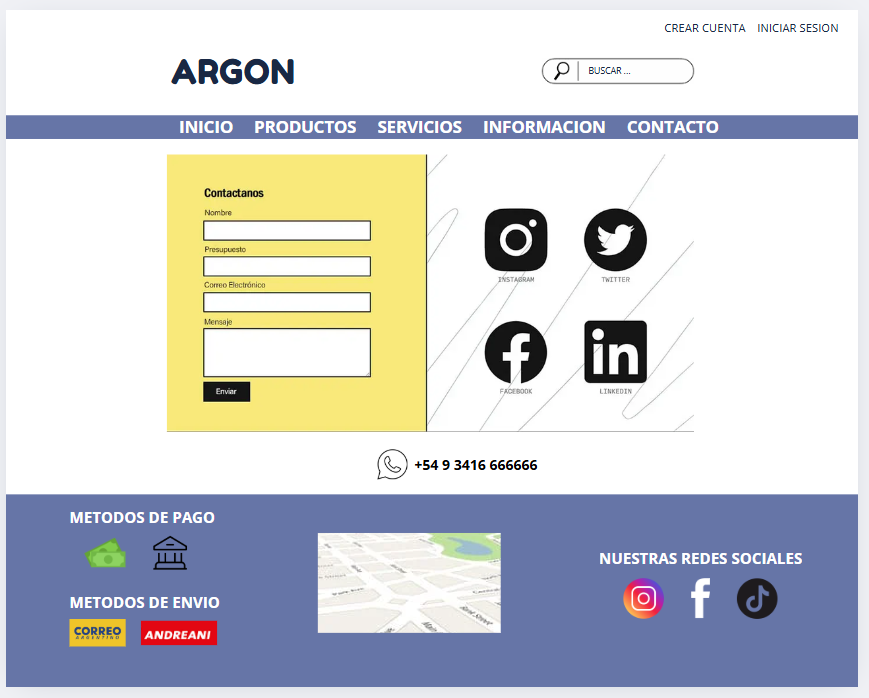 CREAR CUENTA INICIAR SESION
ARGON
BUSCAR ...
INICIO PRODUCTOS SERVICIOS INFORMACION CONTACTO
Contactanos
Nombre
Presupuesto
Correo Electrónico
Mensaje
Enviar
INSTAGRAM TWITTER
FACEBOOK LINKEDIN
+54 9 3416 666666
METODOS DE PAGO
METODOS DE ENVIO
CORREO
ARGENTINO
ANDREANI
NUESTRAS REDES SOCIALES